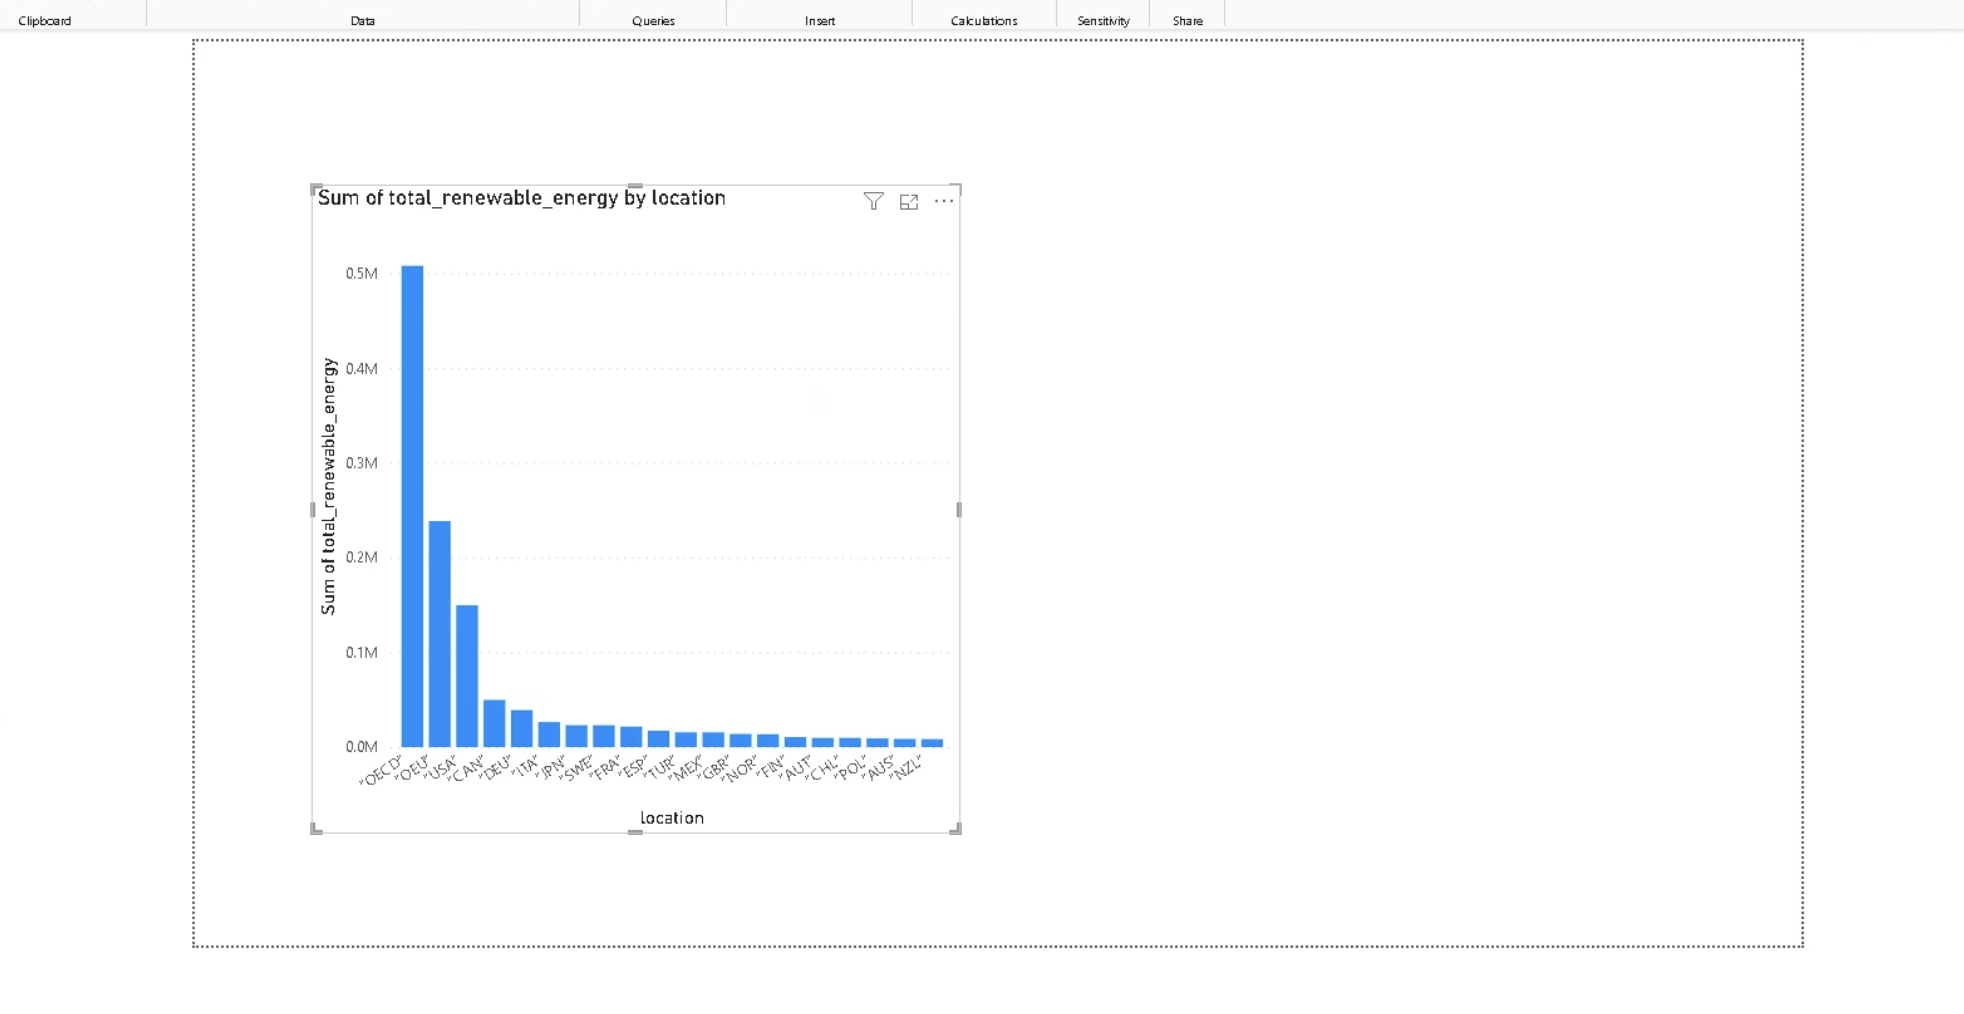 Clipboard
Data
Queries
Insert
Calculations
Sensitivity
Share
Sum of total_renewable_energy by location
Sum of total_renewable_energy
0.5M
0.4M
0.3M
0.2M
0.1M
0.0M
"OECD"
"OEU"
"USA"
"CAN"
"DEU"
"ITA"
"JPN"
"SWE"
"FRA"
"ESP"
"TUR"
"MEX"
"GBR"
"NOR"
"FIN"
"AUT"
"CHL"
"POL"
"AUS"
"NZL"
location